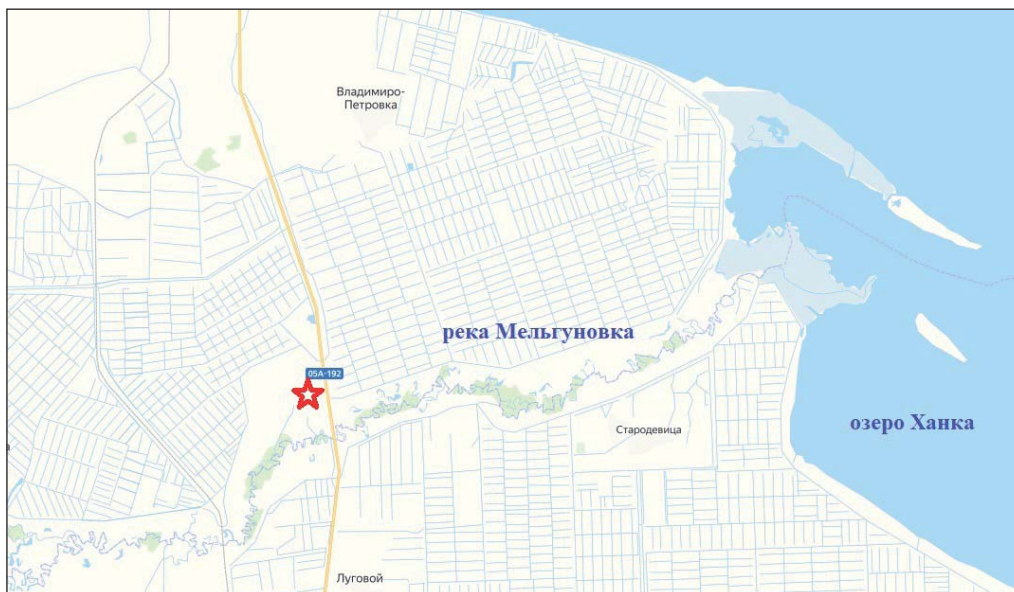 Владимиро-
Петровка
река Мельгуновка
05А-192
озеро Ханка
Стародевица
Луговой